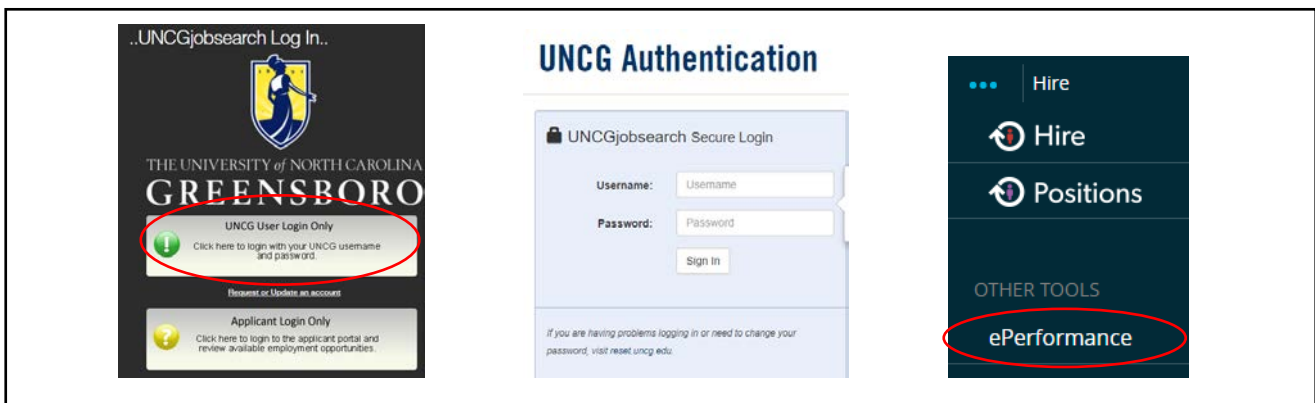 ..UNCGjobsearch Log In..
THE UNIVERSITY of NORTH CAROLINA
GREENSBORO
UNCG User Login Only
Click here to login with your UNCG username
and password.
Request or Update an account
Applicant Login Only
Click here to login to the applicant portal and
review available employment opportunities.
UNCG Authentication
UNCGjobsearch Secure Login
Username:
Username
Password:
Password
Sign In
If you are having problems logging in or need to change your
password, visit reset.uncg.edu.
Hire
Hire
Positions
OTHER TOOLS
ePerformance